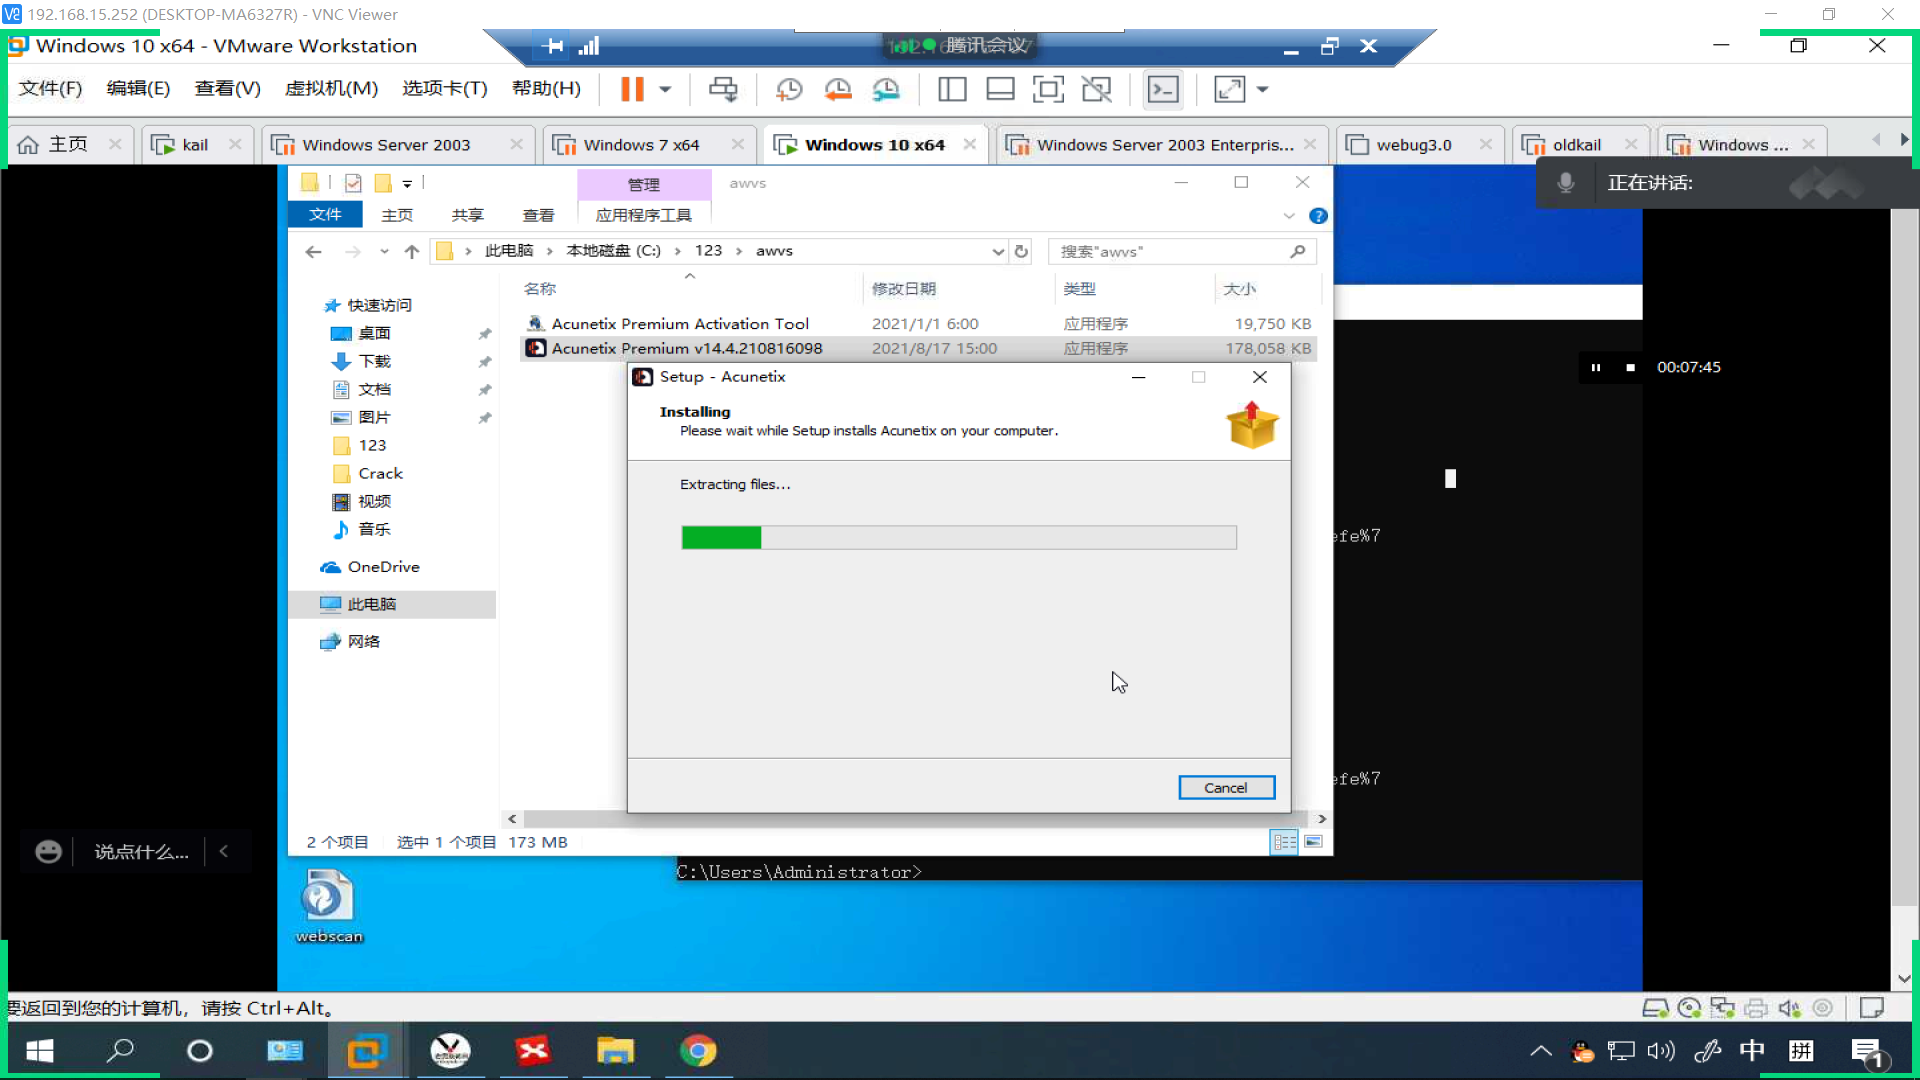 192.168.15.252 (DESKTOP-MA6327R) - VNC Viewer
Windows 10 x64 - VMware Workstation
腾讯会议
文件(F) 编辑(E) 查看(V) 虚拟机(M) 选项卡(T) 帮助(H)
主页 kail Windows Server 2003 Windows 7 x64 Windows 10 x64 Windows Server 2003 Enterpris... webug3.0 oldkail Windows ...
正在讲话:
管理 awvs
文件 主页 共享 查看 应用程序工具
此电脑 本地磁盘 (C:) 123 awvs 搜索"awvs"
名称 修改日期 类型 大小
Acunetix Premium Activation Tool 2021/1/1 6:00 应用程序 19,750 KB
Acunetix Premium v14.4.210816098 2021/8/17 15:00 应用程序 178,058 KB
快速访问
桌面
下载
文档
图片
123
Crack
视频
音乐
OneDrive
此电脑
网络
Setup - Acunetix
Installing
Please wait while Setup installs Acunetix on your computer.
Extracting files...
Cancel
00:07:45
efe%7
efe%7
2 个项目 选中 1 个项目 173 MB
C:\Users\Administrator>
说点什么...
webscan
要返回到您的计算机，请按 Ctrl+Alt。
中 拼 1